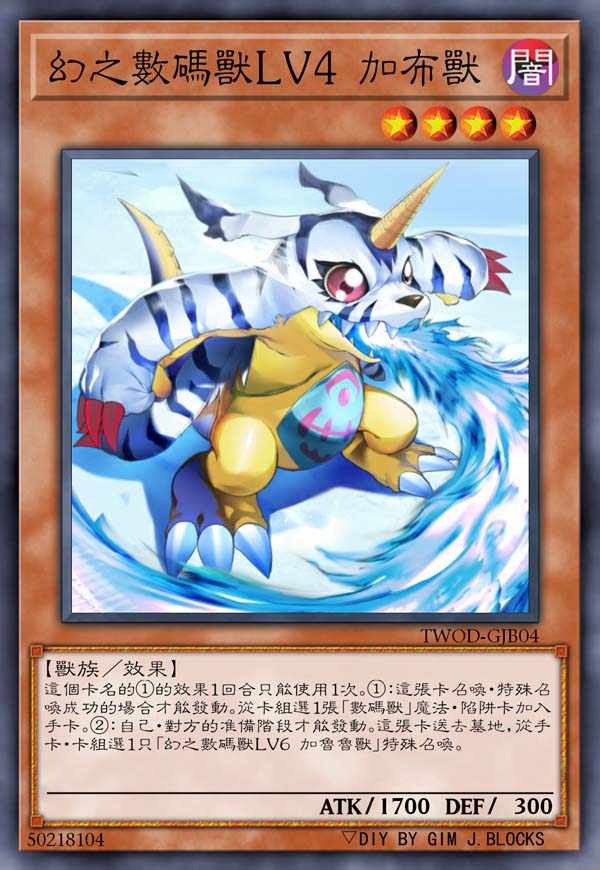 幻之數碼獸LV4 加布獸
闇
TWOD-GJB04
【獸族／效果】
這個卡名的①的效果1回合只能使用1次。①:這張卡召喚·特殊召
喚成功的場合才能發動。從卡組選1張「數碼獸」魔法·陷阱卡加入
手卡。②:自己·對方的准備階段才能發動。這張卡送去墓地,從手
卡·卡組選1只「幻之數碼獸LV6 加魯魯獸」特殊召喚。
ATK/1700 DEF/ 300
50218104
▽DIY BY GIM J.BLOCKS